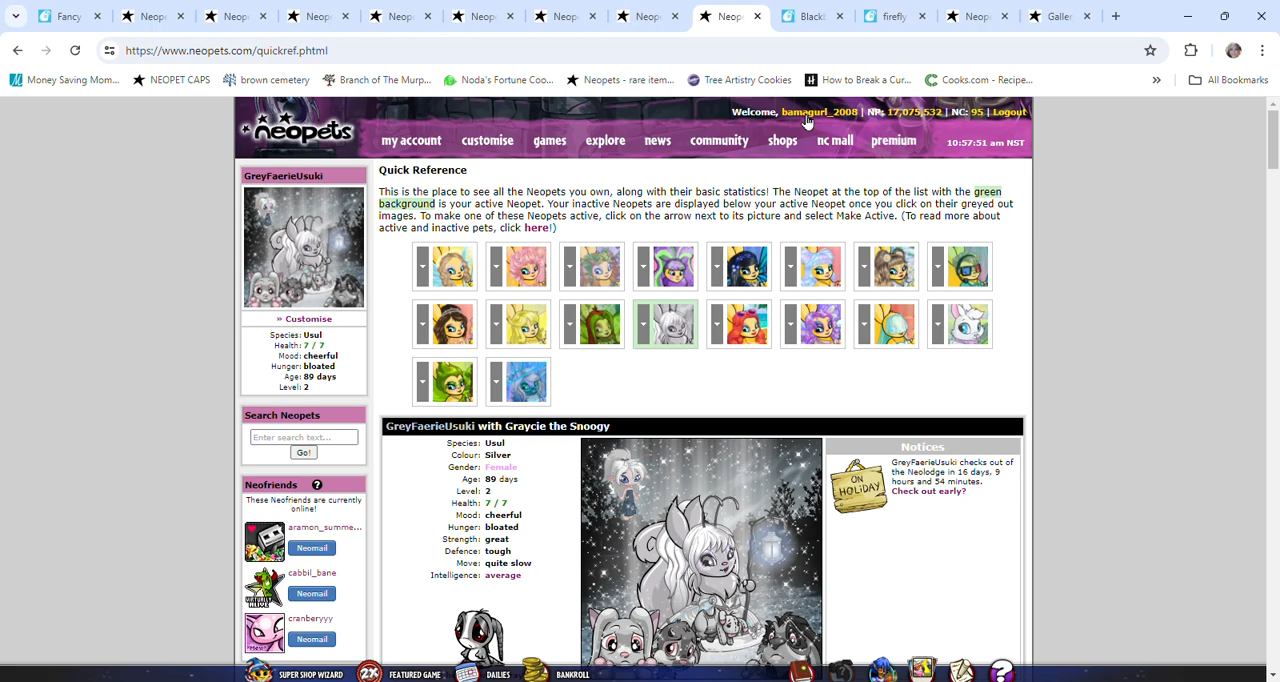 Fancy
Neop
Neop
Neop
Neop
Neop
Neop
Neop
Neop
Black
firefly
Neop
Galler
https://www.neopets.com/quickref.phtml
Money Saving Mom...
NEOPET CAPS
brown cemetery
Branch of The Murp...
Noda's Fortune Coo...
Neopets - rare item...
Tree Artistry Cookies
How to Break a Cur...
Cooks.com - Recipe...
All Bookmarks
neopets
Welcome, bamagurl_2008 | NP: 17,075,532 | NC: 95 | Logout
my account customise games explore news community shops nc mall premium 10:57:51 am NST
GreyFaerieUsuki
» Customise
Species: Usul
Health: 7 / 7
Mood: cheerful
Hunger: bloated
Age: 89 days
Level: 2
Search Neopets
Enter search text...
Go!
Neofriends ?
These Neofriends are currently
online!
aramon_summe...
Neomail
cabbil_bane
Neomail
cranberyyy
Neomail
Quick Reference
This is the place to see all the Neopets you own, along with their basic statistics! The Neopet at the top of the list with the green
background is your active Neopet. Your inactive Neopets are displayed below your active Neopet once you click on their greyed out
images. To make one of these Neopets active, click on the arrow next to its picture and select Make Active. (To read more about
active and inactive pets, click here!)
GreyFaerieUsuki with Graycie the Snoogy
Species: Usul
Colour: Silver
Gender: Female
Age: 89 days
Level: 2
Health: 7 / 7
Mood: cheerful
Hunger: bloated
Strength: great
Defence: tough
Move: quite slow
Intelligence: average
Notices
ON
HOLIDAY
GreyFaerieUsuki checks out of
the Neolodge in 16 days, 9
hours and 54 minutes.
Check out early?
SUPER SHOP WIZARD
2X FEATURED GAME
DAILIES
BANKROLL
?